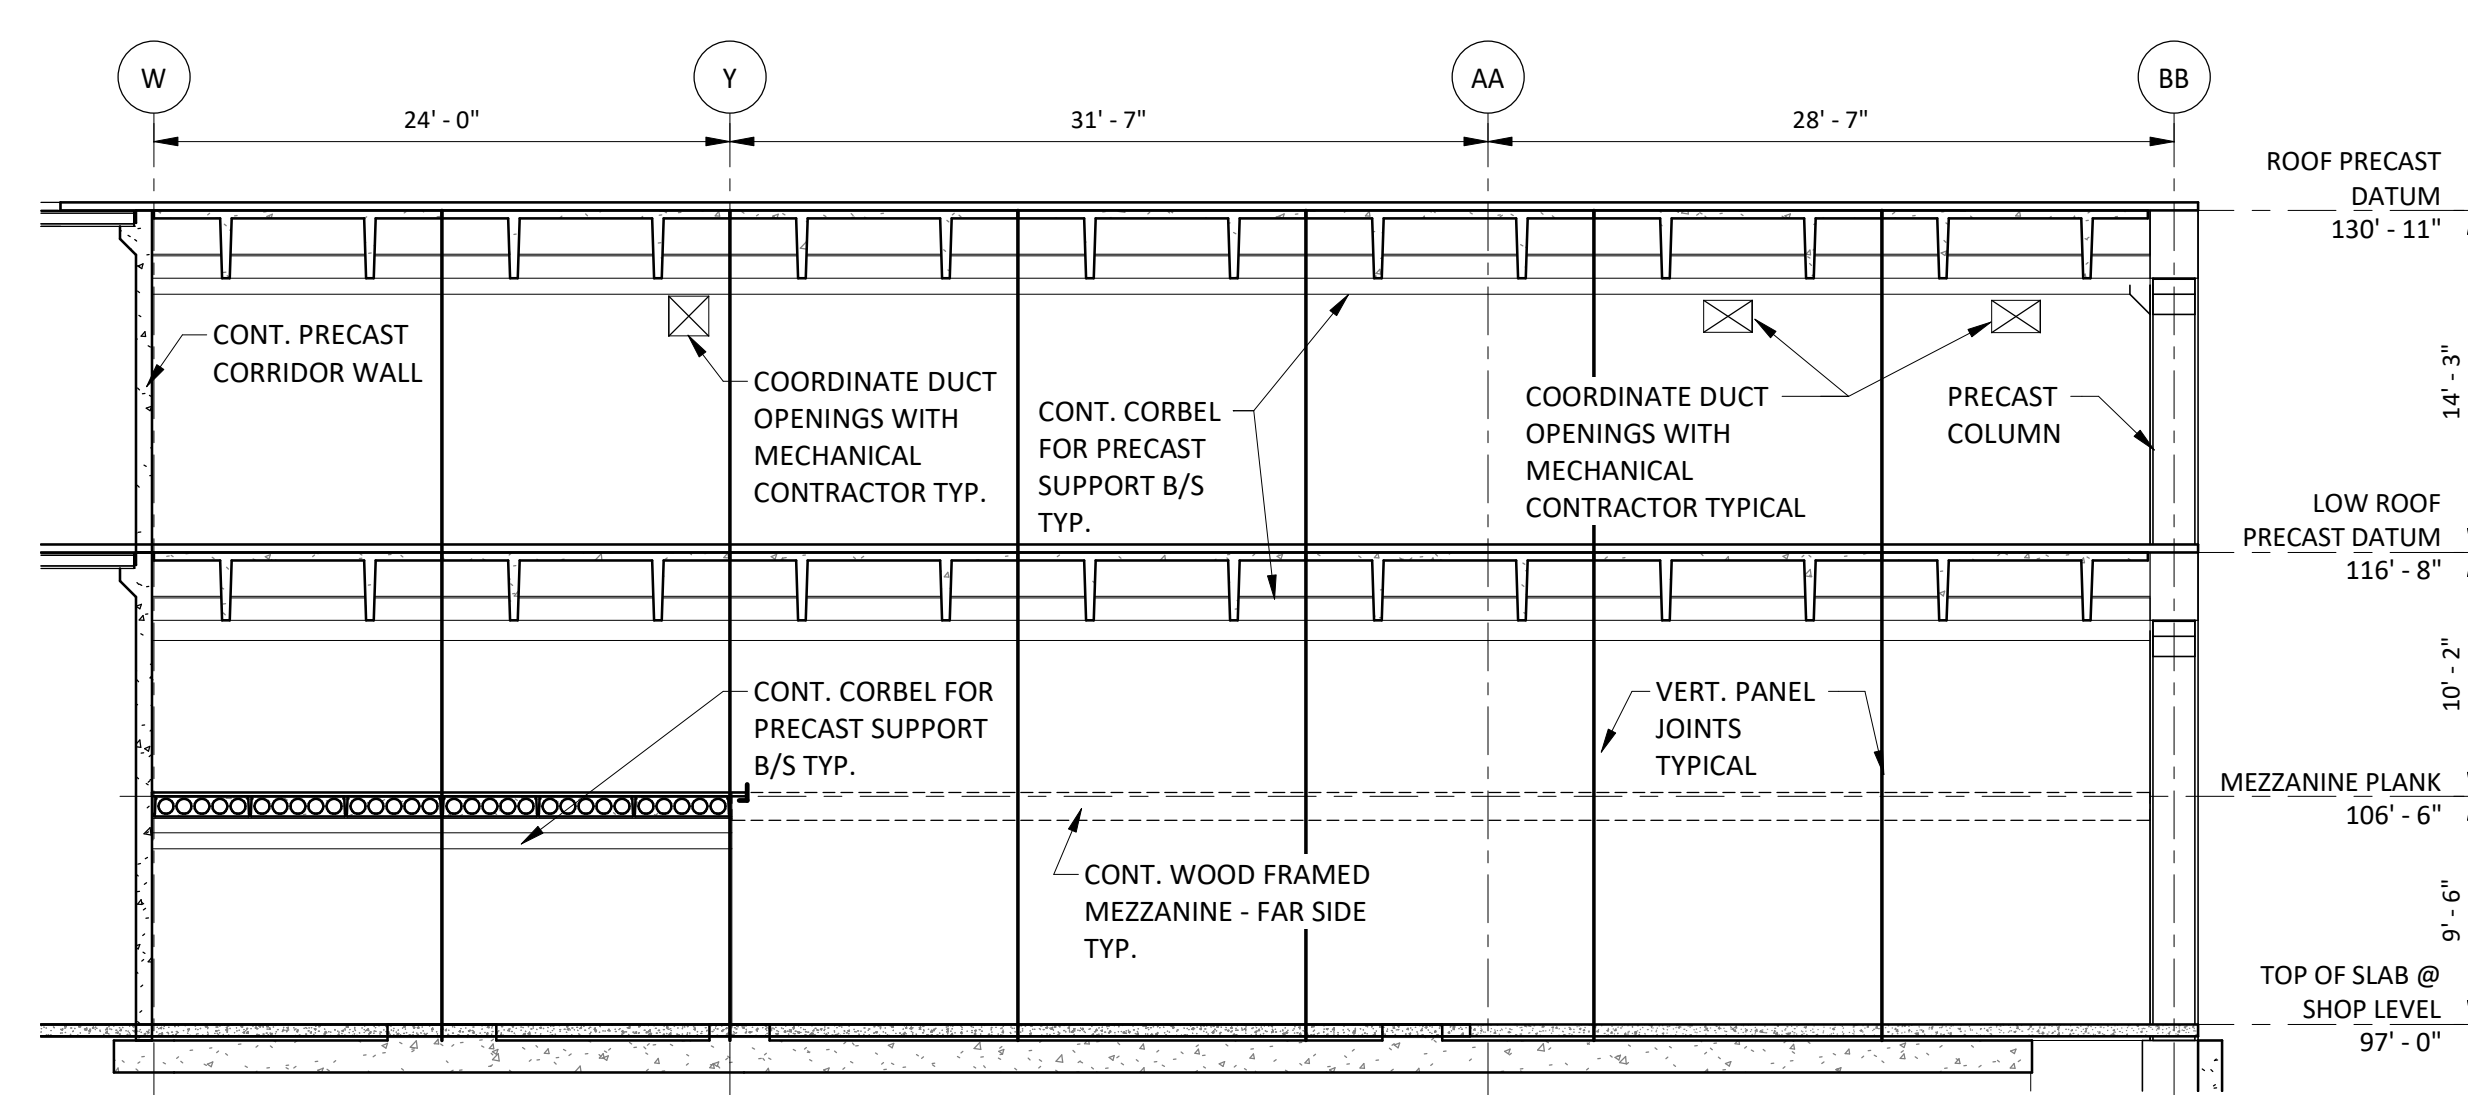 W
Y
AA
BB
24' - 0"
31' - 7"
28' - 7"
ROOF PRECAST
DATUM
130' - 11"
CONT. PRECAST
CORRIDOR WALL
COORDINATE DUCT
OPENINGS WITH
MECHANICAL
CONTRACTOR TYP.
CONT. CORBEL
FOR PRECAST
SUPPORT B/S
TYP.
COORDINATE DUCT
OPENINGS WITH
MECHANICAL
CONTRACTOR TYPICAL
PRECAST
COLUMN
14' - 3"
LOW ROOF
PRECAST DATUM
116' - 8"
CONT. CORBEL FOR
PRECAST SUPPORT
B/S TYP.
VERT. PANEL
JOINTS
TYPICAL
10' - 2"
MEZZANINE PLANK
106' - 6"
CONT. WOOD FRAMED
MEZZANINE - FAR SIDE
TYP.
9' - 6"
TOP OF SLAB @
SHOP LEVEL
97' - 0"